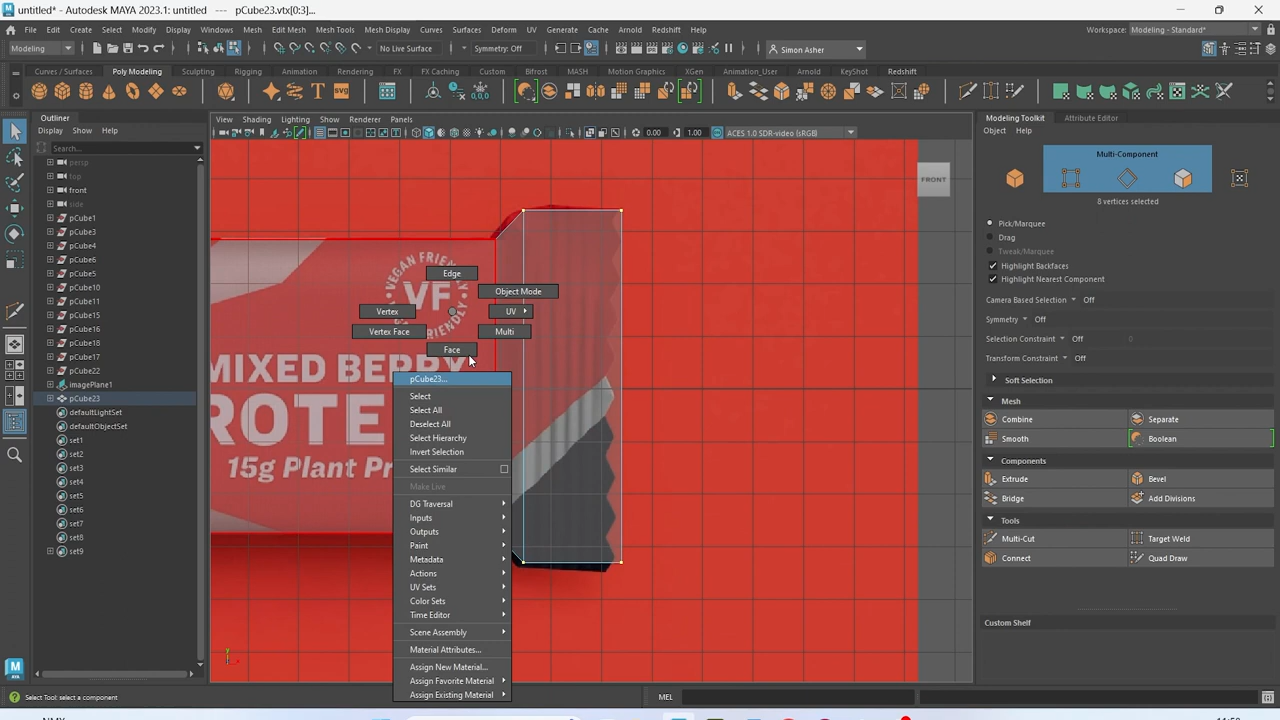 untitled* - Autodesk MAYA 2023.1: untitled --- pCube23.vtx[0:3]...
File Edit Create Select Modify Display Windows Mesh Edit Mesh Mesh Tools Mesh Display Curves Surfaces Deform UV Generate Cache Arnold Redshift Help
Workspace: Modeling - Standard*
Modeling No Live Surface Symmetry: Off Simon Asher
Curves / Surfaces Poly Modeling Sculpting Rigging Animation Rendering FX FX Caching Custom Bifrost MASH Motion Graphics XGen Animation_User Arnold KeyShot Redshift
Outliner
Display Show Help
Search...
persp
top
front
side
pCube1
pCube3
pCube4
pCube6
pCube5
pCube10
pCube11
pCube15
pCube16
pCube18
pCube17
pCube22
imagePlane1
pCube23
defaultLightSet
defaultObjectSet
set1
set2
set3
set4
set5
set6
set7
set8
set9
View Shading Lighting Show Renderer Panels
0.00 1.00 ACES 1.0 SDR-video (sRGB)
FRONT
VF
MIXED BERRY
15g Plant Pr
Edge
Object Mode
Vertex
UV
Vertex Face
Multi
Face
pCube23...
Select
Select All
Deselect All
Select Hierarchy
Invert Selection
Select Similar
Make Live
DG Traversal
Inputs
Outputs
Paint
Metadata
Actions
UV Sets
Color Sets
Time Editor
Scene Assembly
Material Attributes...
Assign New Material...
Assign Favorite Material
Assign Existing Material
Modeling Toolkit Attribute Editor
Object Help
Multi-Component
8 vertices selected
Pick/Marquee
Drag
Tweak/Marquee
Highlight Backfaces
Highlight Nearest Component
Camera Based Selection Off
Symmetry Off
Selection Constraint Off 0
Transform Constraint Off
Soft Selection
Mesh
Combine Separate
Smooth Boolean
Components
Extrude Bevel
Bridge Add Divisions
Tools
Multi-Cut Target Weld
Connect Quad Draw
Custom Shelf
Select Tool: select a component
MEL